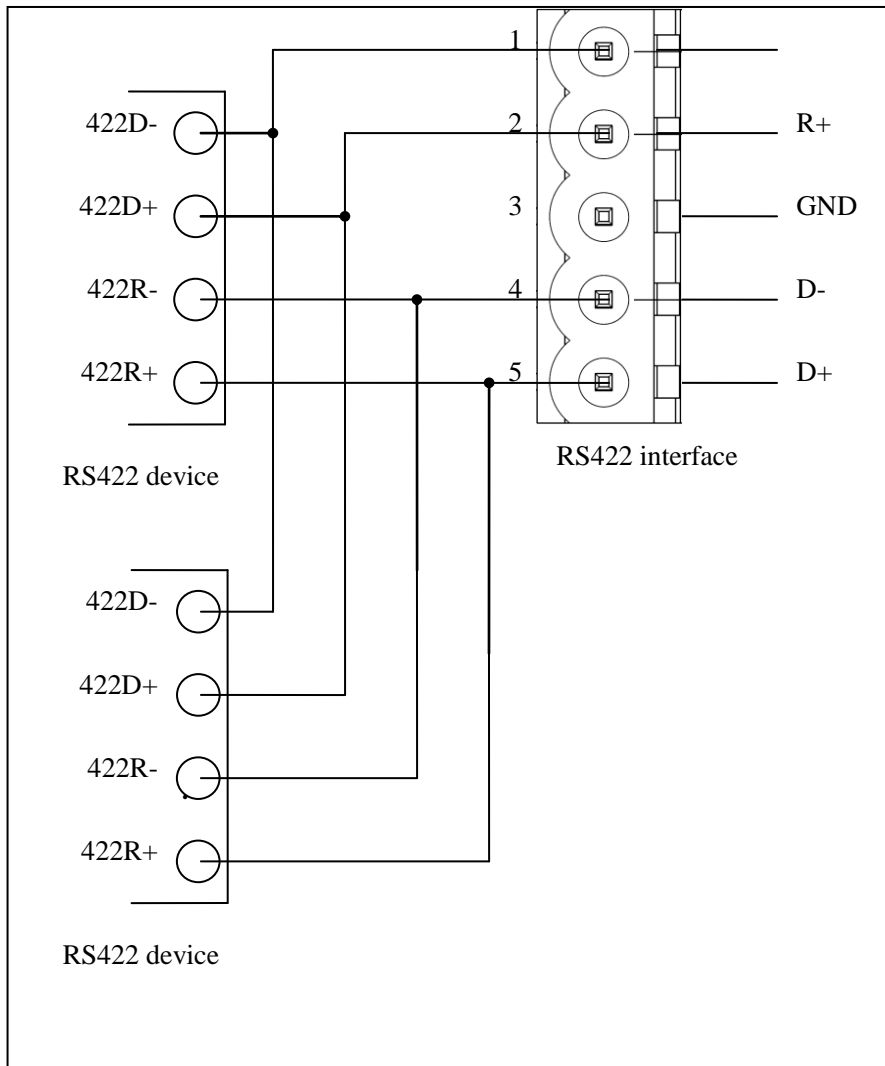 1
422D-
2
R+
422D+
3
GND
422R-
4
D-
422R+
5
D+
RS422 interface
RS422 device
422D-
422D+
422R-
422R+
RS422 device